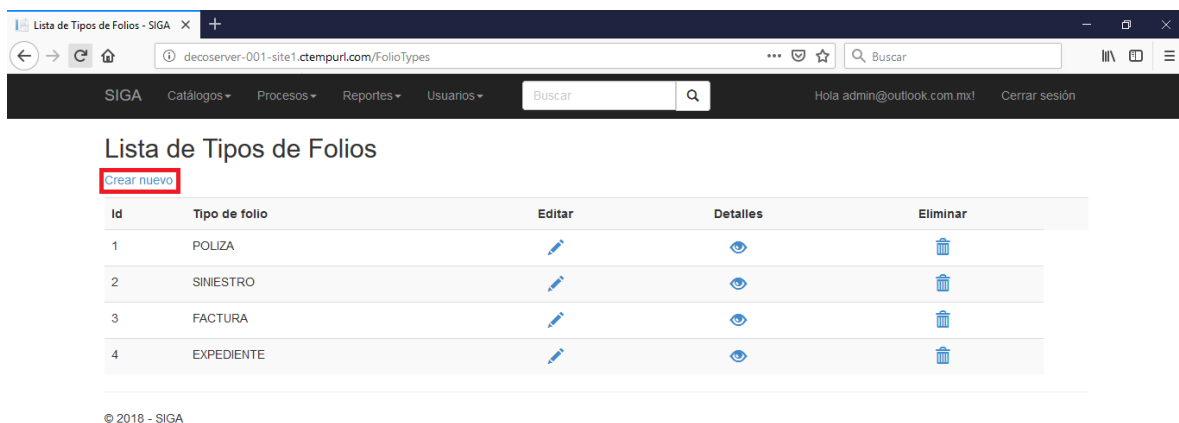 Lista de Tipos de Folios - SIGA
decoserver-001-site1.ctempurl.com/FolioTypes
Buscar
SIGA Catálogos Procesos Reportes Usuarios Buscar Hola admin@outlook.com.mx! Cerrar sesión
Lista de Tipos de Folios
Crear nuevo
Id Tipo de folio Editar Detalles Eliminar
1 POLIZA
2 SINIESTRO
3 FACTURA
4 EXPEDIENTE
© 2018 - SIGA